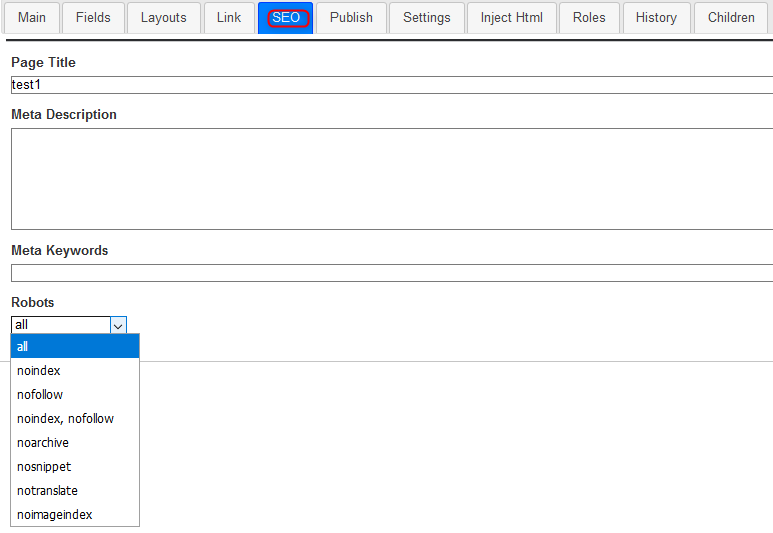 Main Fields Layouts Link SEO Publish Settings Inject Html Roles History Children
Page Title
test1
Meta Description
Meta Keywords
Robots
all
all
noindex
nofollow
noindex, nofollow
noarchive
nosnippet
notranslate
noimageindex